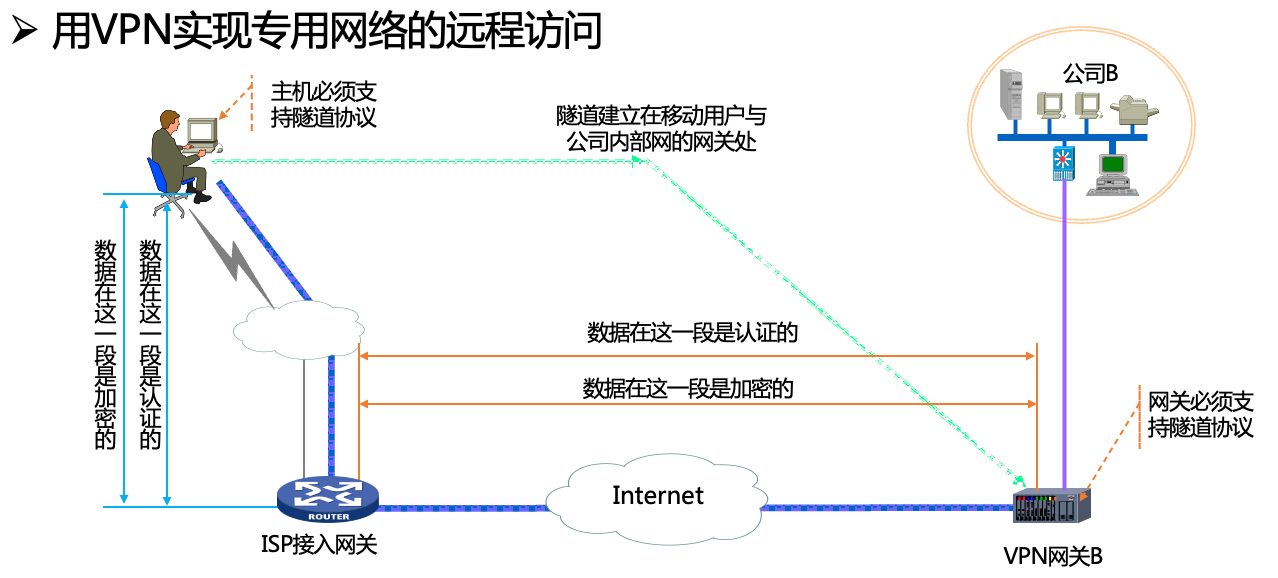 ➢ 用VPN实现专用网络的远程访问
主机必须支
持隧道协议
隧道建立在移动用户与
公司内部网的网关处
公司B
数据在这一段是加密的
数据在这一段是认证的
数据在这一段是认证的
数据在这一段是加密的
网关必须支
持隧道协议
Internet
ROUTER
ISP接入网关
VPN网关B